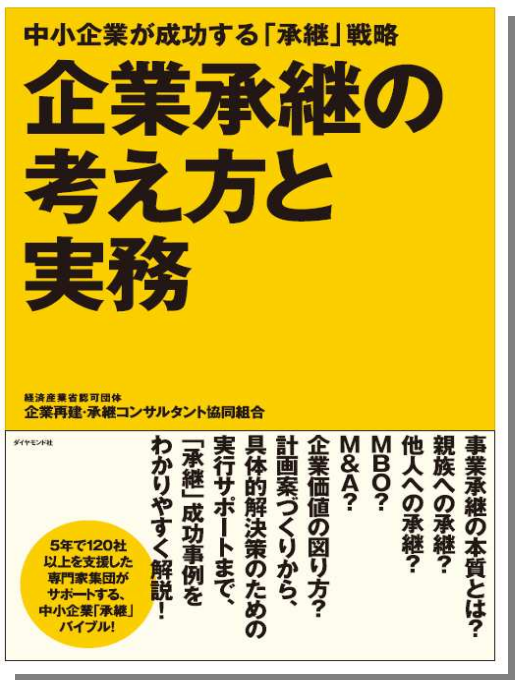 中小企業が成功する「承継」戦略
企業承継の
考え方と
実務
経済産業省認可団体
企業再建・承継コンサルタント協同組合
ダイヤモンド社
事業承継の本質とは?
親族への承継?
他人への承継?
MBO?
M&A?
企業価値の図り方?
計画案づくりから、
具体的解決策のための
実行サポートまで、
「承継」成功事例を
わかりやすく解説!
5年で120社
以上を支援した
専門家集団が
サポートする、
中小企業「承継」
バイブル!